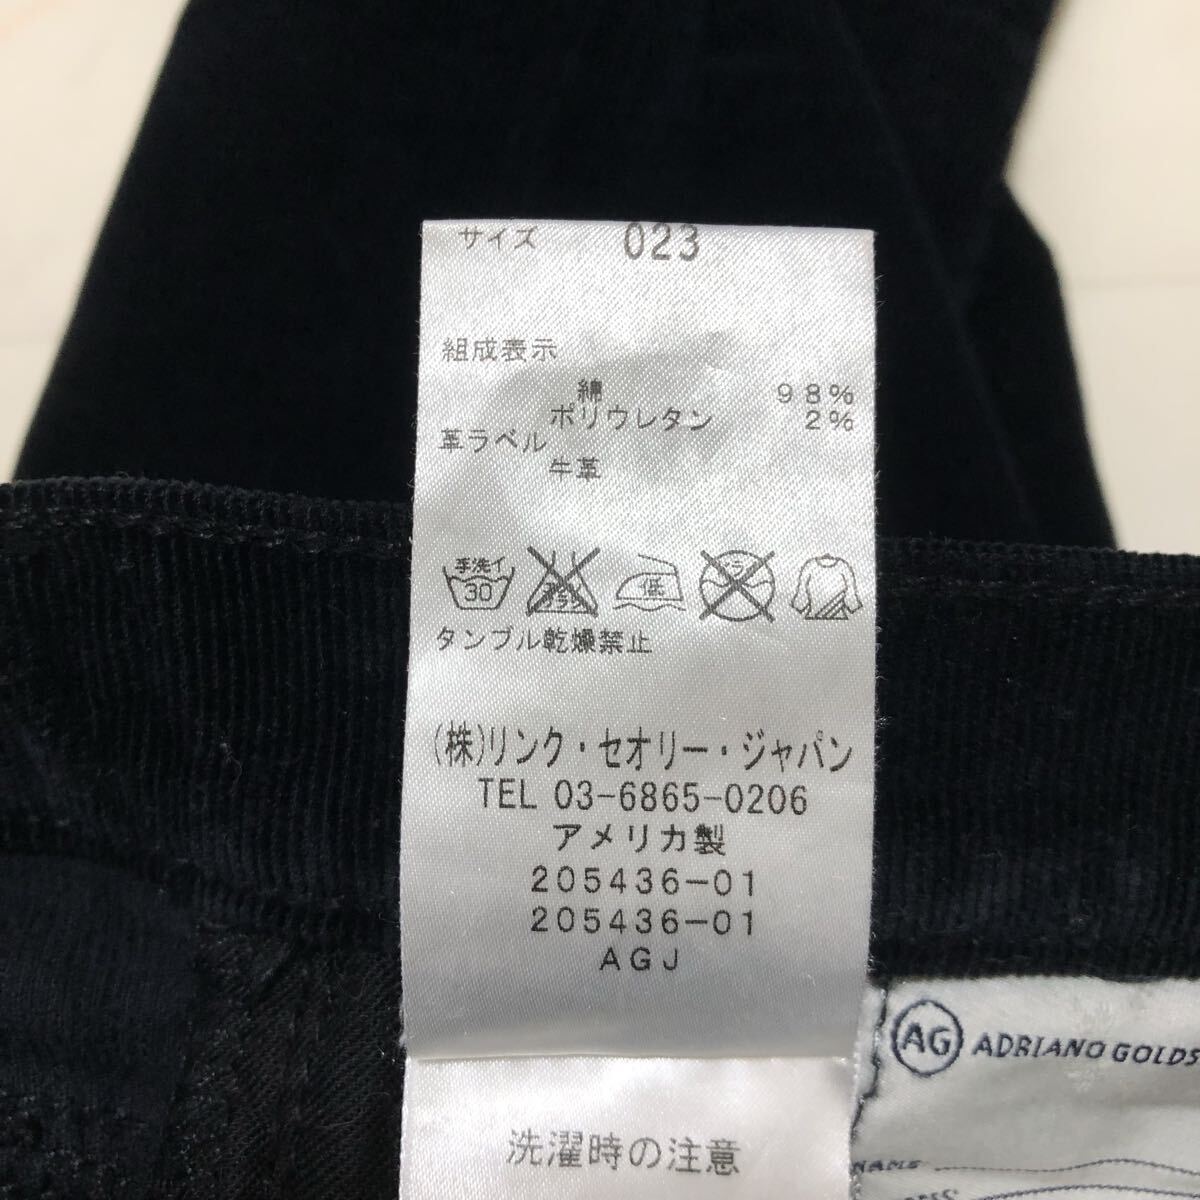 サイズ 023
組成表示
綿 98%
ポリウレタン 2%
革ラベル
牛革
手洗イ
30
低
タンブル乾燥禁止
(株)リンク・セオリー・ジャパン
TEL 03-6865-0206
アメリカ製
205436-01
205436-01
AGJ
AG ADRIANO GOLDS
洗濯時の注意
NAME